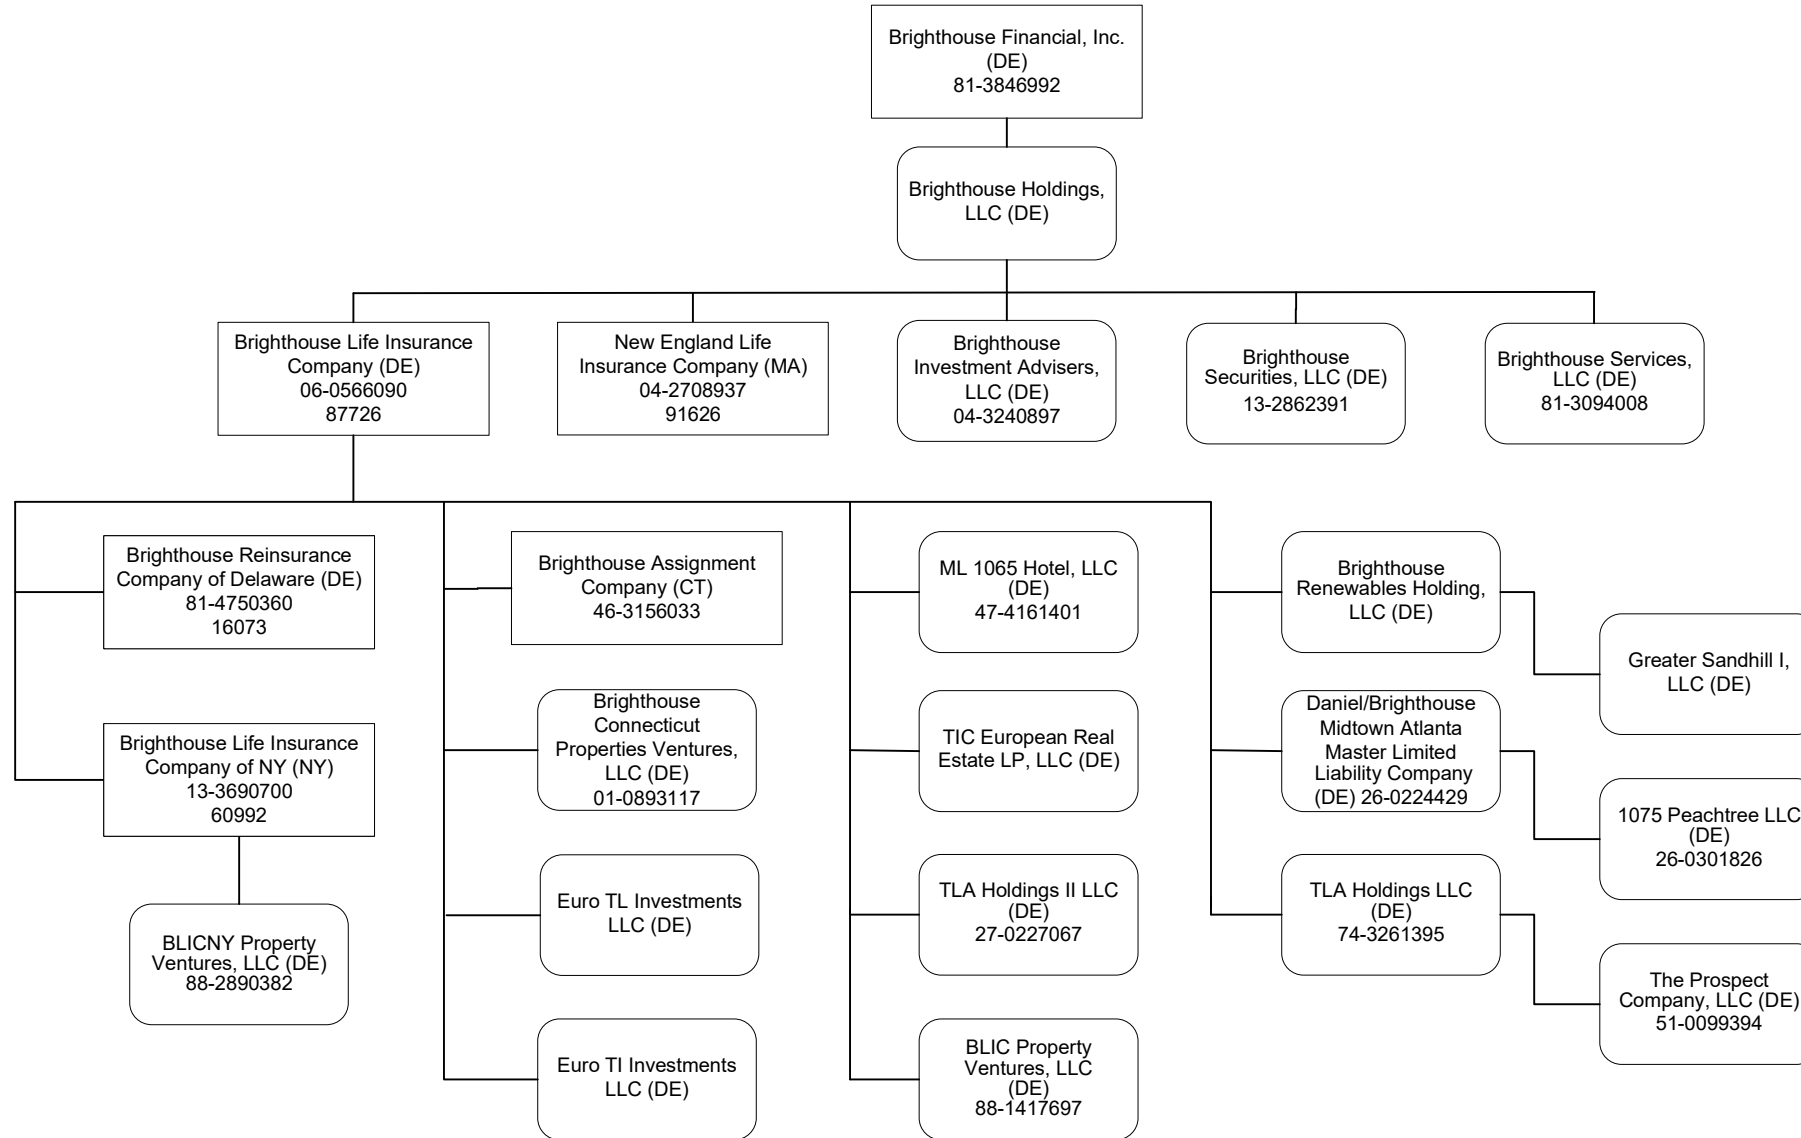 Brighthouse Financial, Inc.
(DE)
81-3846992
Brighthouse Holdings,
LLC (DE)
Brighthouse Life Insurance
Company (DE)
06-0566090
87726
New England Life
Insurance Company (MA)
04-2708937
91626
Brighthouse
Investment Advisers,
LLC (DE)
04-3240897
Brighthouse
Securities, LLC (DE)
13-2862391
Brighthouse Services,
LLC (DE)
81-3094008
Brighthouse Reinsurance
Company of Delaware (DE)
81-4750360
16073
Brighthouse Life Insurance
Company of NY (NY)
13-3690700
60992
BLICNY Property
Ventures, LLC (DE)
88-2890382
Brighthouse Assignment
Company (CT)
46-3156033
Brighthouse
Connecticut
Properties Ventures,
LLC (DE)
01-0893117
Euro TL Investments
LLC (DE)
Euro TI Investments
LLC (DE)
ML 1065 Hotel, LLC
(DE)
47-4161401
TIC European Real
Estate LP, LLC (DE)
TLA Holdings II LLC
(DE)
27-0227067
BLIC Property
Ventures, LLC
(DE)
88-1417697
Brighthouse
Renewables Holding,
LLC (DE)
Daniel/Brighthouse
Midtown Atlanta
Master Limited
Liability Company
(DE) 26-0224429
TLA Holdings LLC
(DE)
74-3261395
Greater Sandhill I,
LLC (DE)
1075 Peachtree LLC
(DE)
26-0301826
The Prospect
Company, LLC (DE)
51-0099394